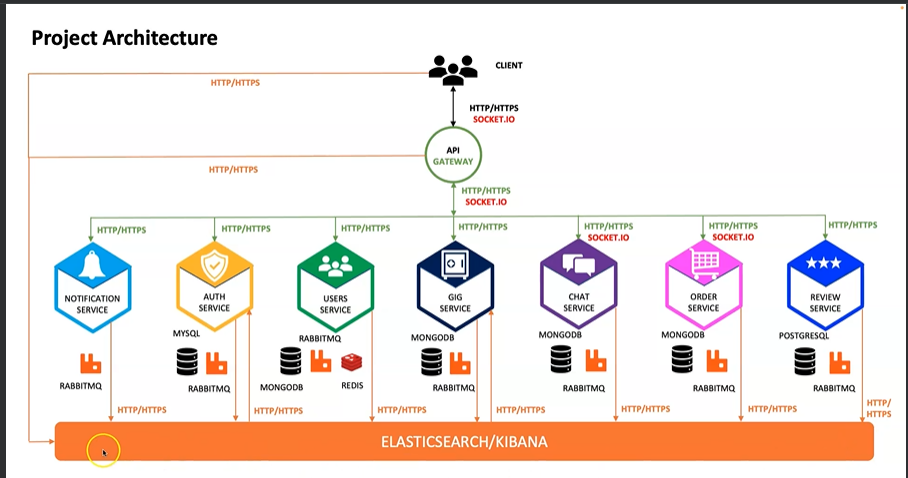 Project Architecture
CLIENT
HTTP/HTTPS
HTTP/HTTPS
SOCKET.IO
API
GATEWAY
HTTP/HTTPS
HTTP/HTTPS
SOCKET.IO
HTTP/HTTPS
HTTP/HTTPS
HTTP/HTTPS
HTTP/HTTPS
HTTP/HTTPS
SOCKET.IO
HTTP/HTTPS
SOCKET.IO
HTTP/HTTPS
NOTIFICATION
SERVICE
AUTH
SERVICE
USERS
SERVICE
GIG
SERVICE
CHAT
SERVICE
ORDER
SERVICE
REVIEW
SERVICE
MYSQL
RABBITMQ
MONGODB
MONGODB
MONGODB
POSTGRESQL
RABBITMQ
RABBITMQ
MONGODB
REDIS
RABBITMQ
RABBITMQ
RABBITMQ
RABBITMQ
HTTP/HTTPS
HTTP/HTTPS
HTTP/HTTPS
HTTP/HTTPS
HTTP/HTTPS
HTTP/HTTPS
HTTP/
HTTPS
ELASTICSEARCH/KIBANA